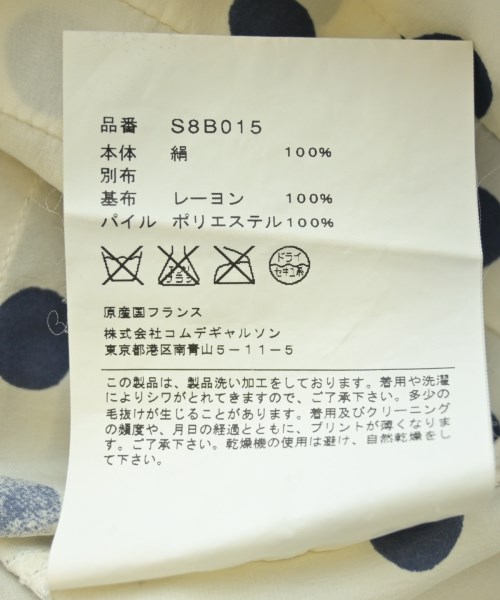 品番 S8B015
本体 絹 100%
別布
基布 レーヨン 100%
パイル ポリエステル 100%
エンソ
サラシ
ドライ
セキユ系
原産国フランス
株式会社コムデギャルソン
東京都港区南青山5-11-5
この製品は、製品洗い加工をしております。着用や洗濯
によりシワがとれてきますので、ご了承下さい。多少の
毛抜けが生じることがあります。着用及びクリーニング
の頻度や、月日の経過とともに、プリントが薄くなりま
す。ご了承下さい。乾燥機の使用は避け、自然乾燥をし
て下さい。